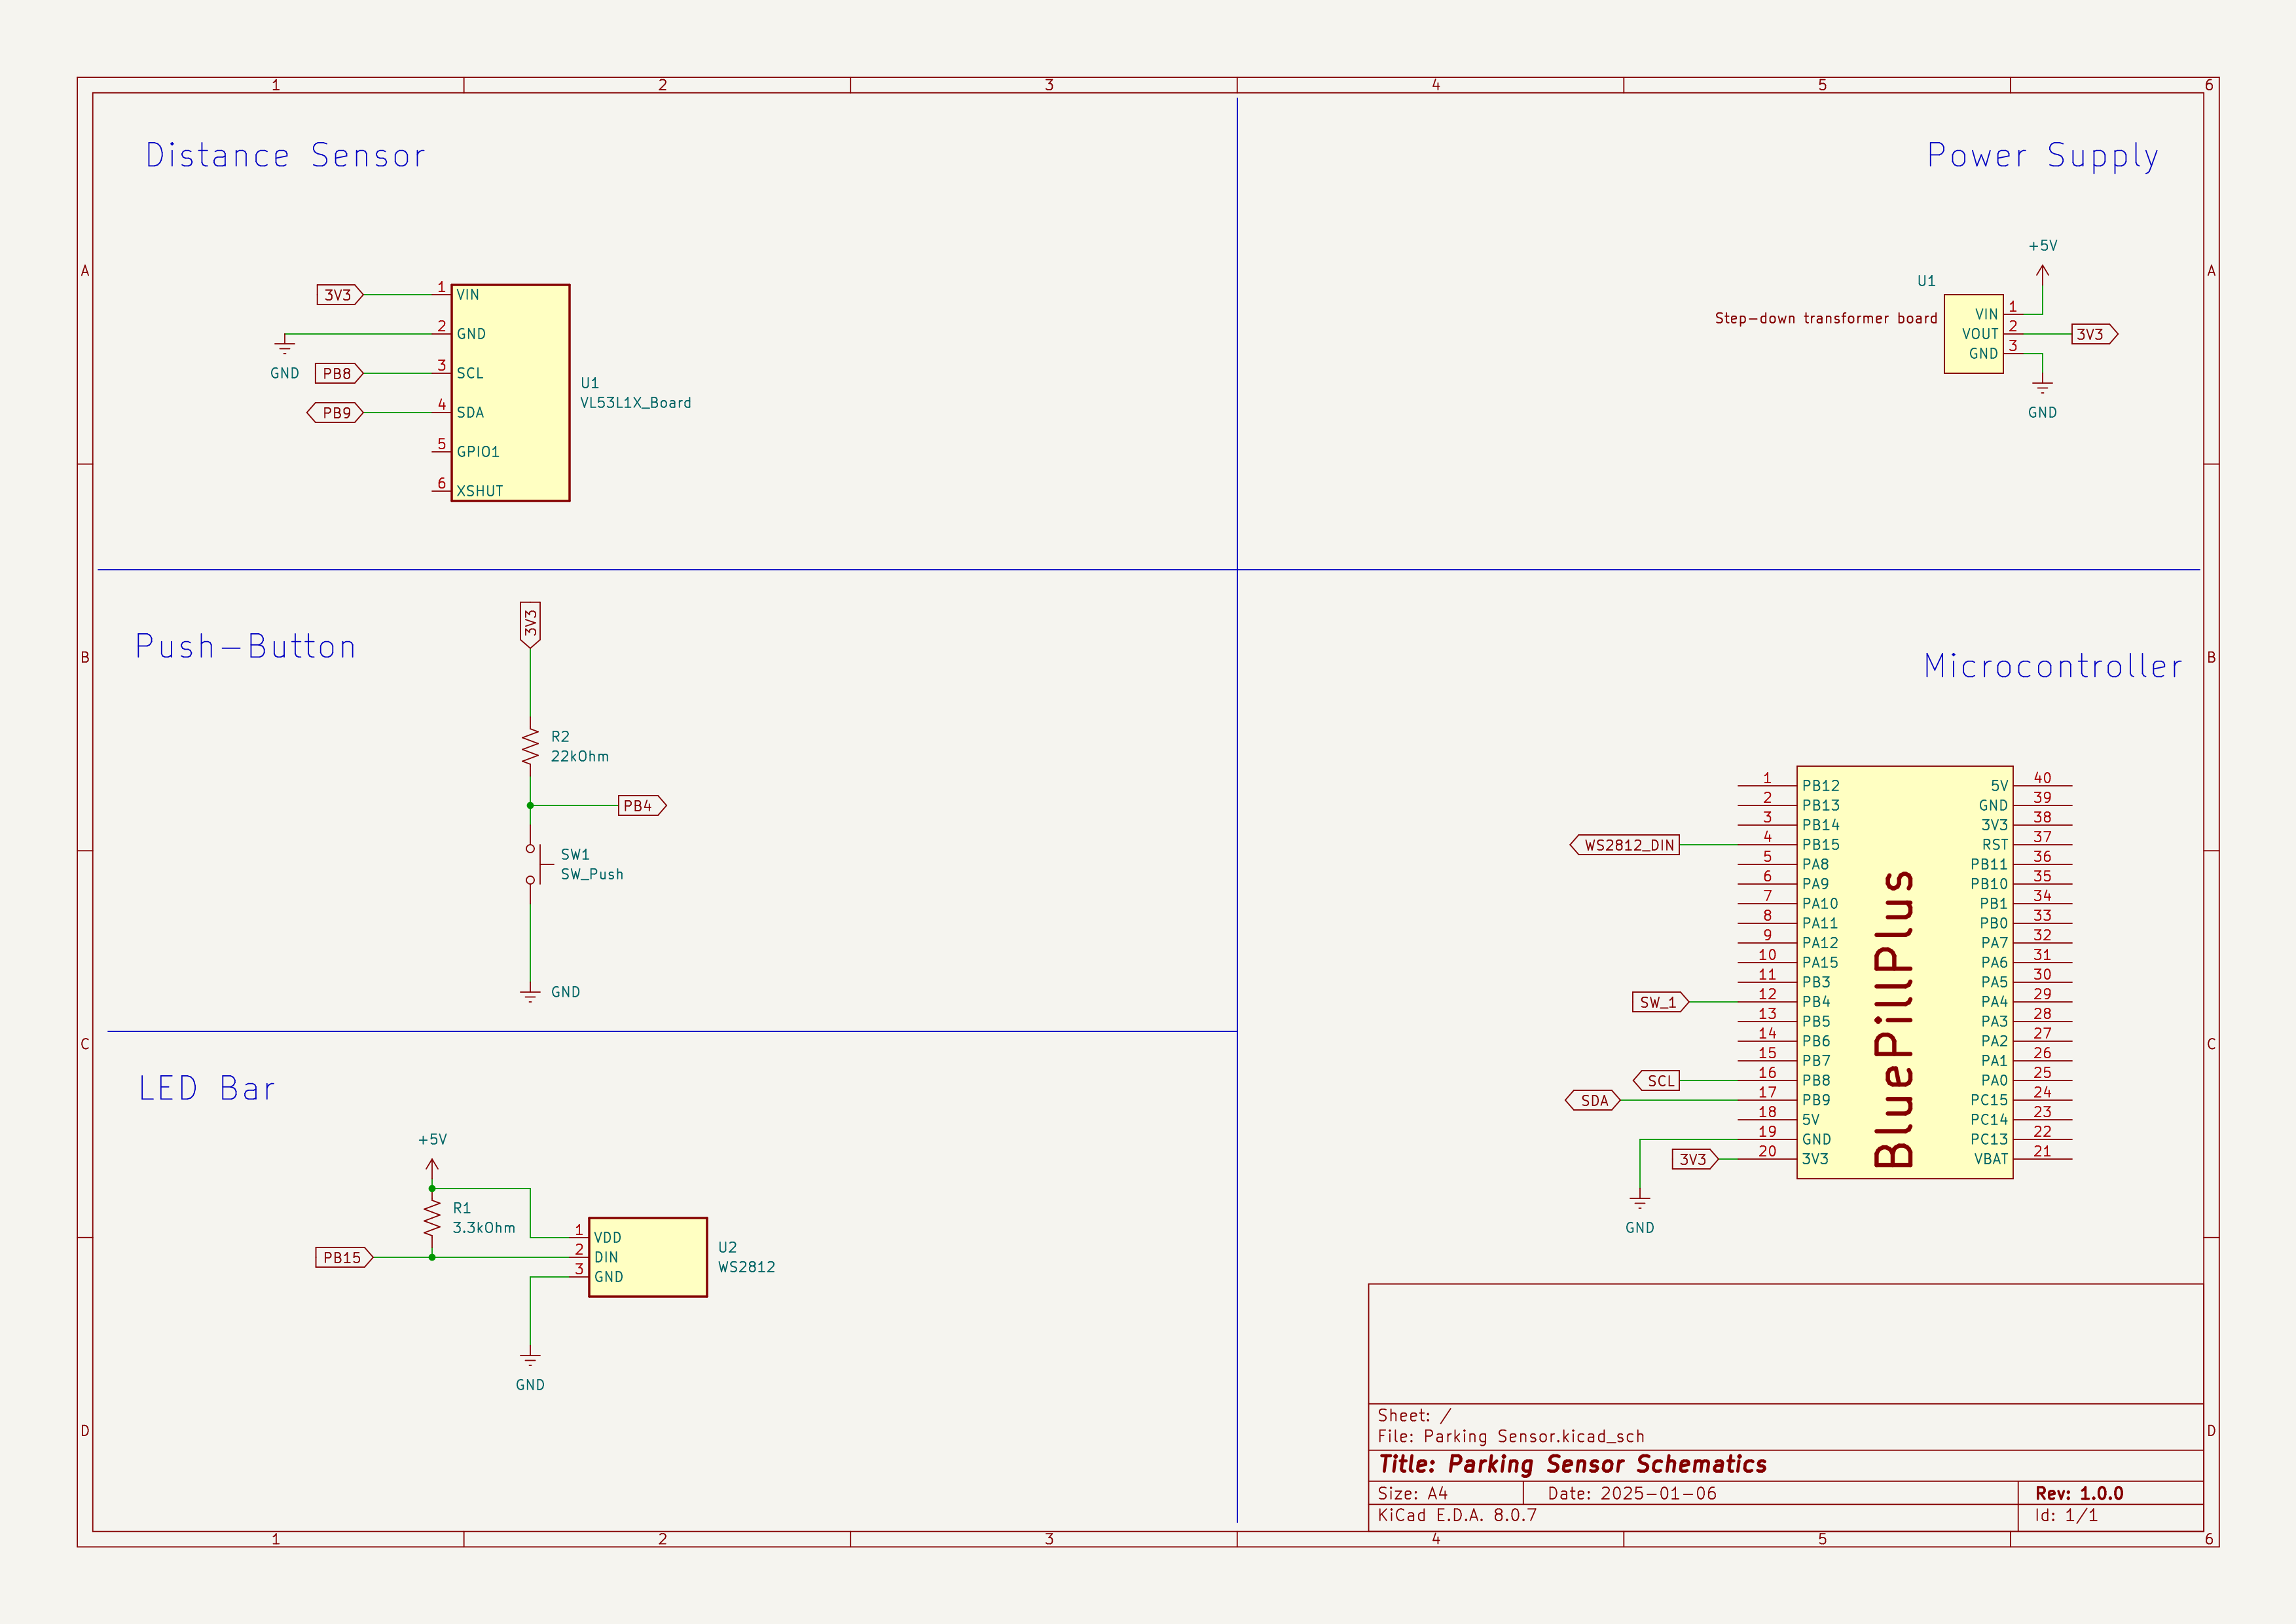 1 2 3 4 5 6
Distance Sensor
3V3
1 VIN
2 GND
GND
PB8
3 SCL
PB9
4 SDA
5 GPIO1
6 XSHUT
U1
VL53L1X_Board
Power Supply
+5V
U1
Step-down transformer board
VIN 1
VOUT 2
GND 3
3V3
GND
A
A
Push-Button
3V3
R2
22kOhm
PB4
SW1
SW_Push
GND
B
B
Microcontroller
BluePillPlus
1 PB12
2 PB13
3 PB14
WS2812_DIN
4 PB15
5 PA8
6 PA9
7 PA10
8 PA11
9 PA12
10 PA15
11 PB3
SW_1
12 PB4
13 PB5
14 PB6
15 PB7
SCL
16 PB8
SDA
17 PB9
18 5V
19 GND
3V3
20 3V3
GND
5V 40
GND 39
3V3 38
RST 37
PB11 36
PB10 35
PB1 34
PB0 33
PA7 32
PA6 31
PA5 30
PA4 29
PA3 28
PA2 27
PA1 26
PA0 25
PC15 24
PC14 23
PC13 22
VBAT 21
C
C
LED Bar
+5V
R1
3.3kOhm
PB15
1 VDD
2 DIN
3 GND
U2
WS2812
GND
D
D
Sheet: /
File: Parking Sensor.kicad_sch
Title: Parking Sensor Schematics
Size: A4 Date: 2025-01-06 Rev: 1.0.0
KiCad E.D.A. 8.0.7 Id: 1/1
1 2 3 4 5 6